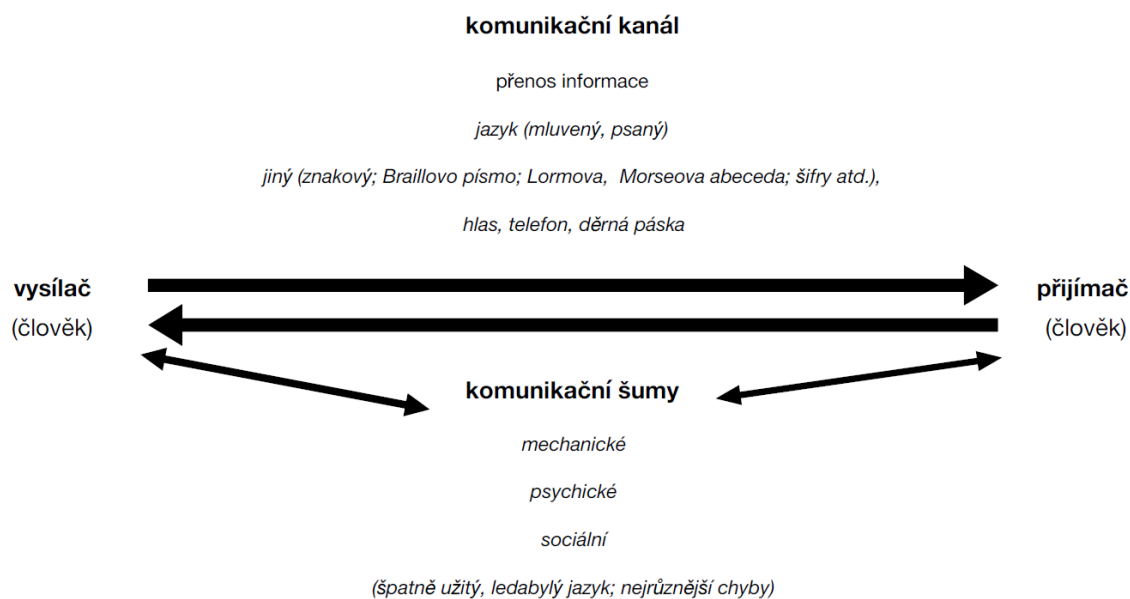 komunikační kanál
přenos informace
jazyk (mluvený, psaný)
jiný (znakový; Braillovo písmo; Lormova, Morseova abeceda; šifry atd.),
hlas, telefon, děrná páska
vysílač
(člověk)
přijímač
(člověk)
komunikační šumy
mechanické
psychické
sociální
(špatně užitý, ledabylý jazyk; nejrůznější chyby)